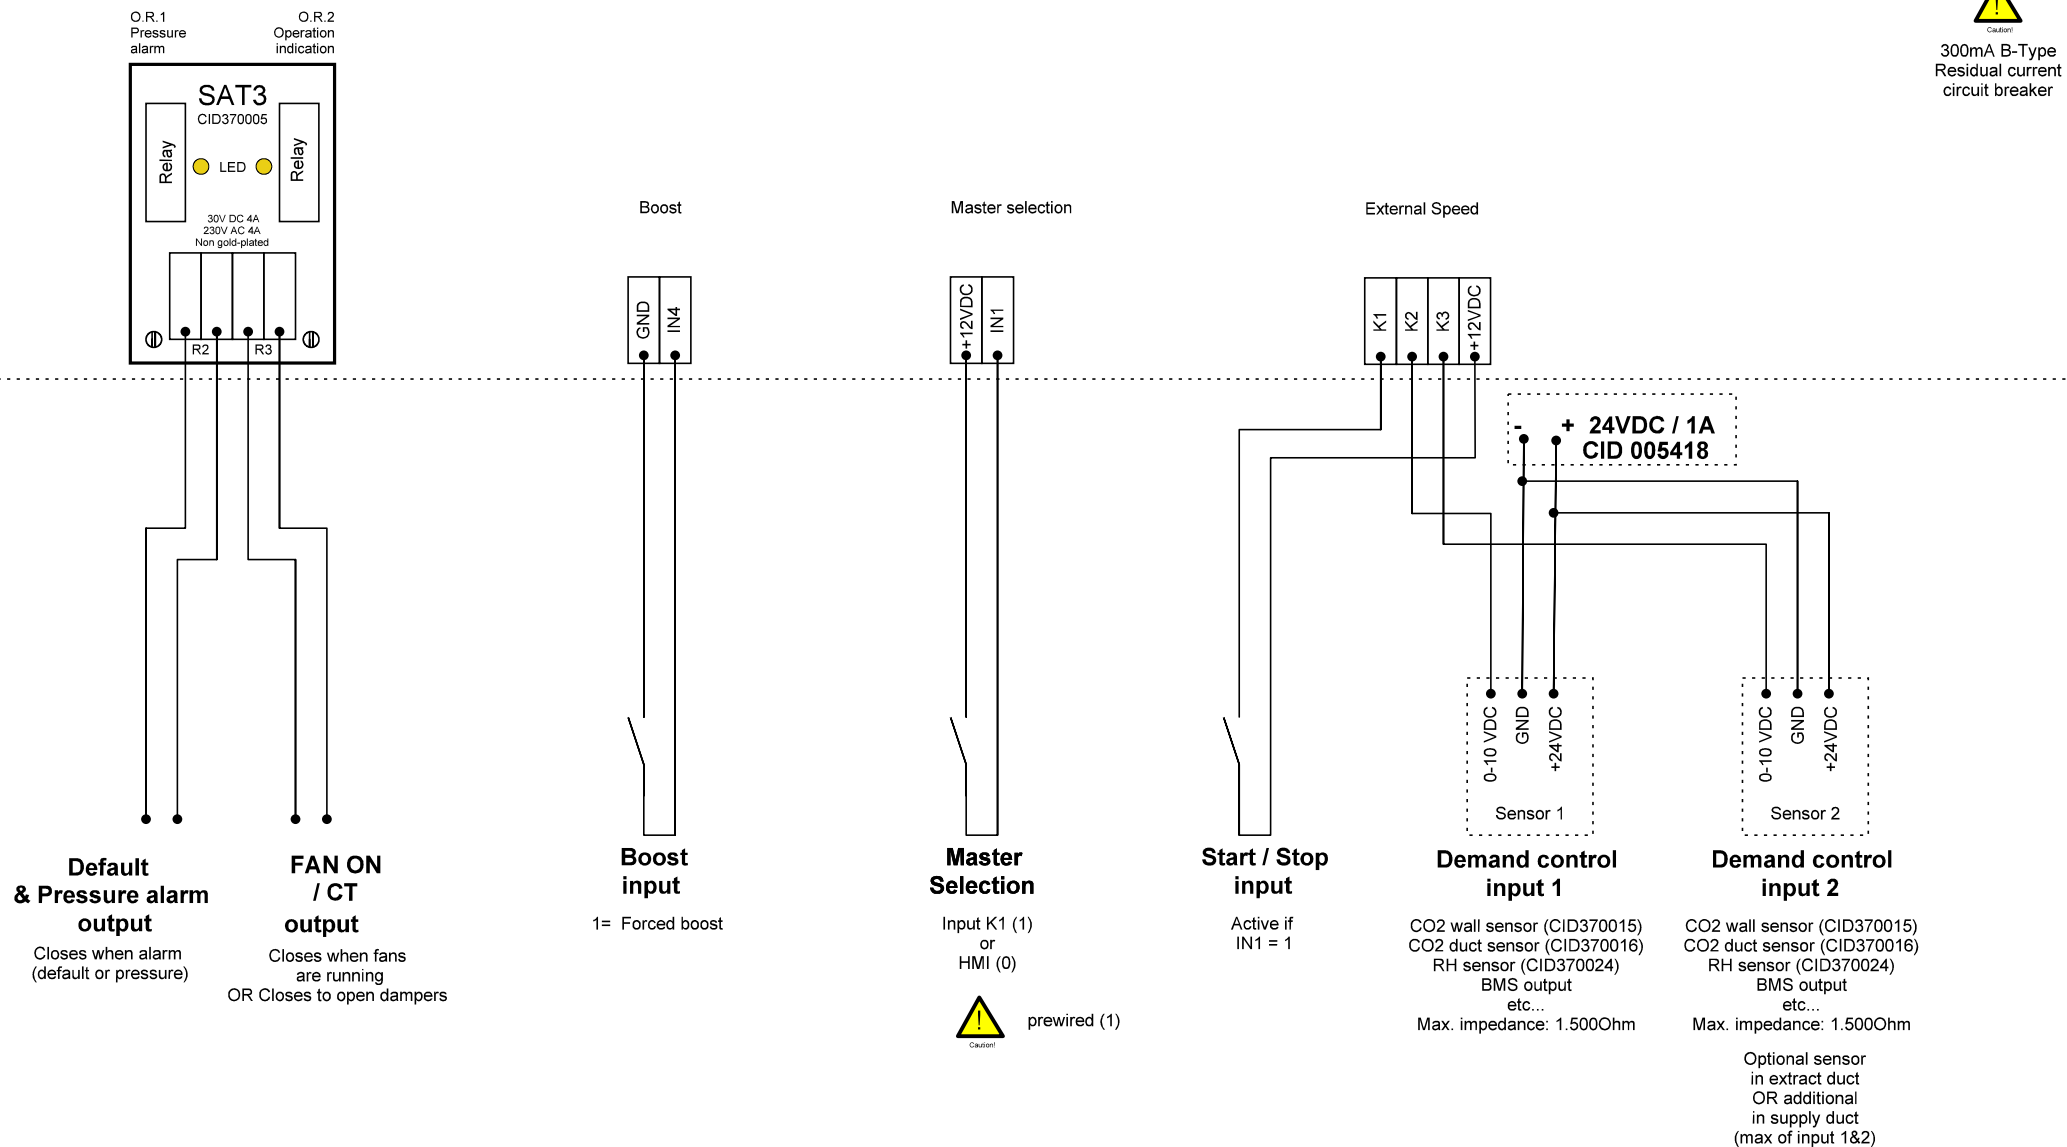 O.R.1
Pressure
alarm
O.R.2
Operation
indication
SAT3
CID370005
Relay
LED
Relay
30V DC 4A
230V AC 4A
Non gold-plated
R2
R3
Caution!
300mA B-Type
Residual current
circuit breaker
Boost
GND
IN4
Master selection
+12VDC
IN1
External Speed
K1
K2
K3
+12VDC
- + 24VDC / 1A
CID 005418
0-10 VDC
GND
+24VDC
Sensor 1
0-10 VDC
GND
+24VDC
Sensor 2
Default
& Pressure alarm
output
Closes when alarm
(default or pressure)
FAN ON
/ CT
output
Closes when fans
are running
OR Closes to open dampers
Boost
input
1= Forced boost
Master
Selection
Input K1 (1)
or
HMI (0)
Caution!
prewired (1)
Start / Stop
input
Active if
IN1 = 1
Demand control
input 1
CO2 wall sensor (CID370015)
CO2 duct sensor (CID370016)
RH sensor (CID370024)
BMS output
etc...
Max. impedance: 1.500Ohm
Demand control
input 2
CO2 wall sensor (CID370015)
CO2 duct sensor (CID370016)
RH sensor (CID370024)
BMS output
etc...
Max. impedance: 1.500Ohm
Optional sensor
in extract duct
OR additional
in supply duct
(max of input 1&2)